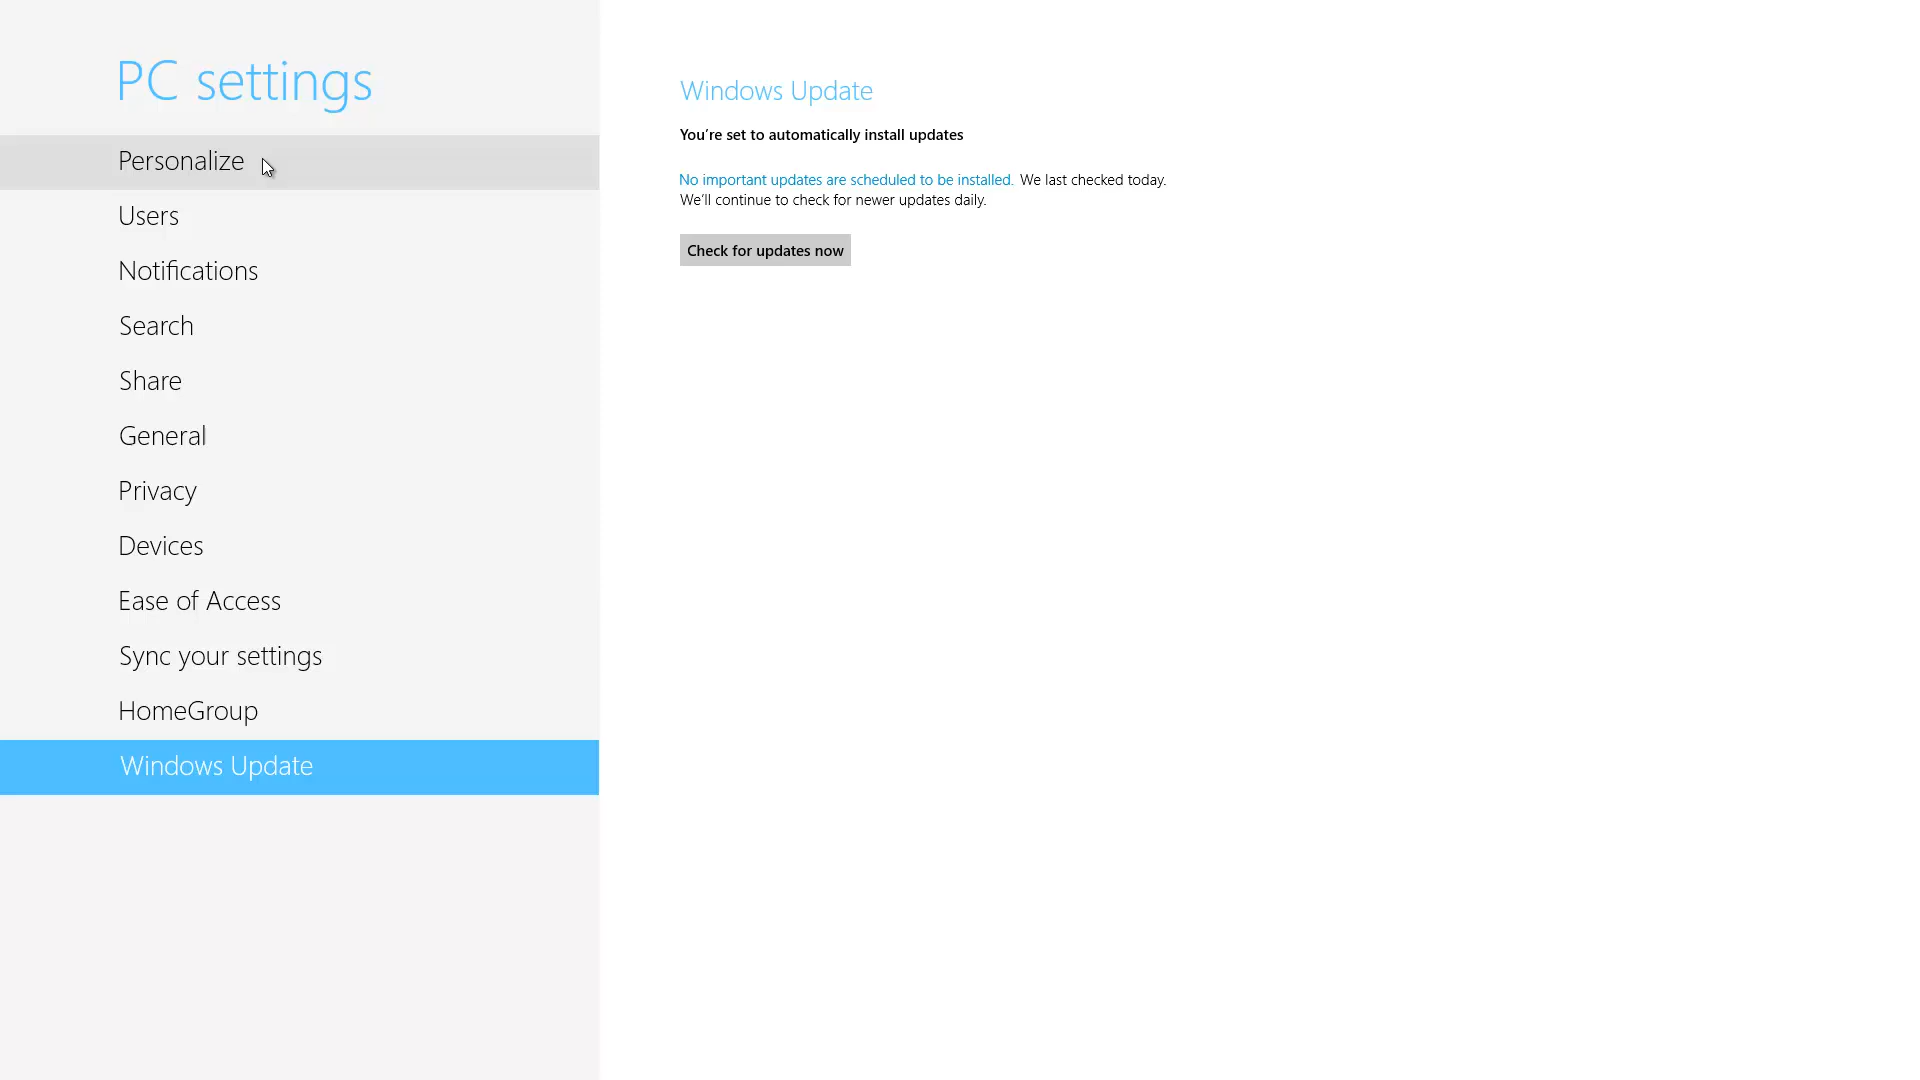 PC settings
Personalize
Users
Notifications
Search
Share
General
Privacy
Devices
Ease of Access
Sync your settings
HomeGroup
Windows Update
Windows Update
You’re set to automatically install updates
No important updates are scheduled to be installed. We last checked today.
We’ll continue to check for newer updates daily.
Check for updates now